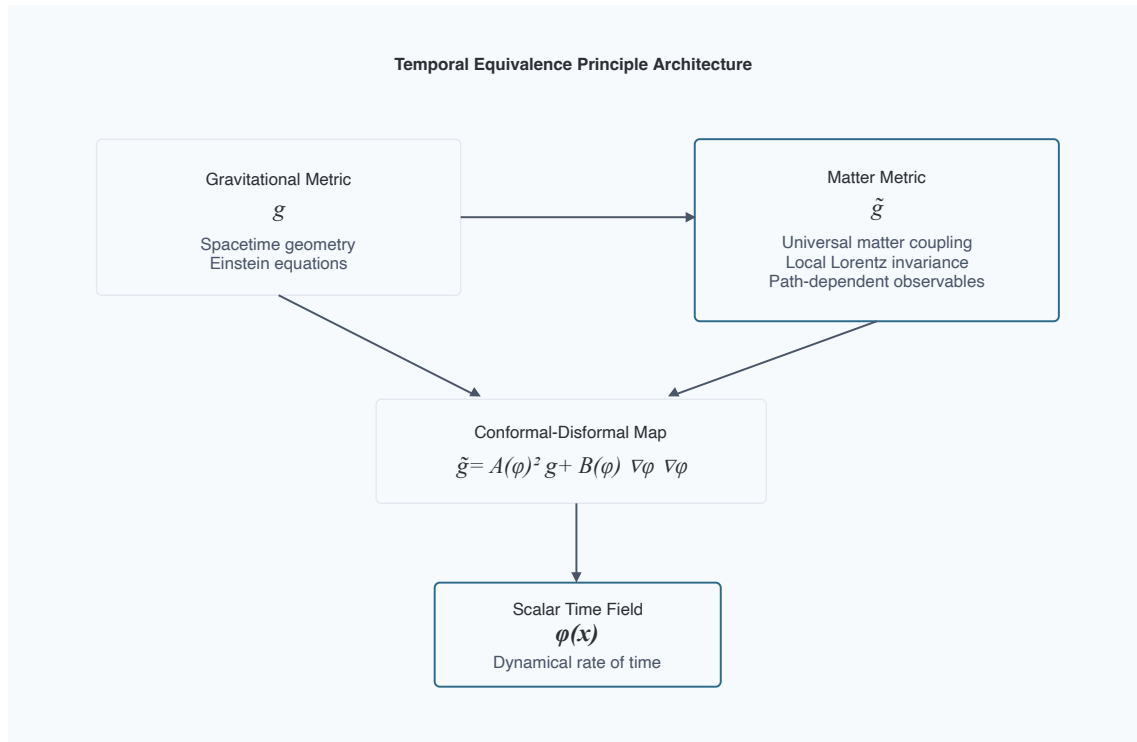 Temporal Equivalence Principle Architecture
Gravitational Metric
g
Spacetime geometry
Einstein equations
Matter Metric
g̃
Universal matter coupling
Local Lorentz invariance
Path-dependent observables
Conformal-Disformal Map
g̃= A(φ)² g+ B(φ) ∇φ ∇φ
Scalar Time Field
φ(x)
Dynamical rate of time